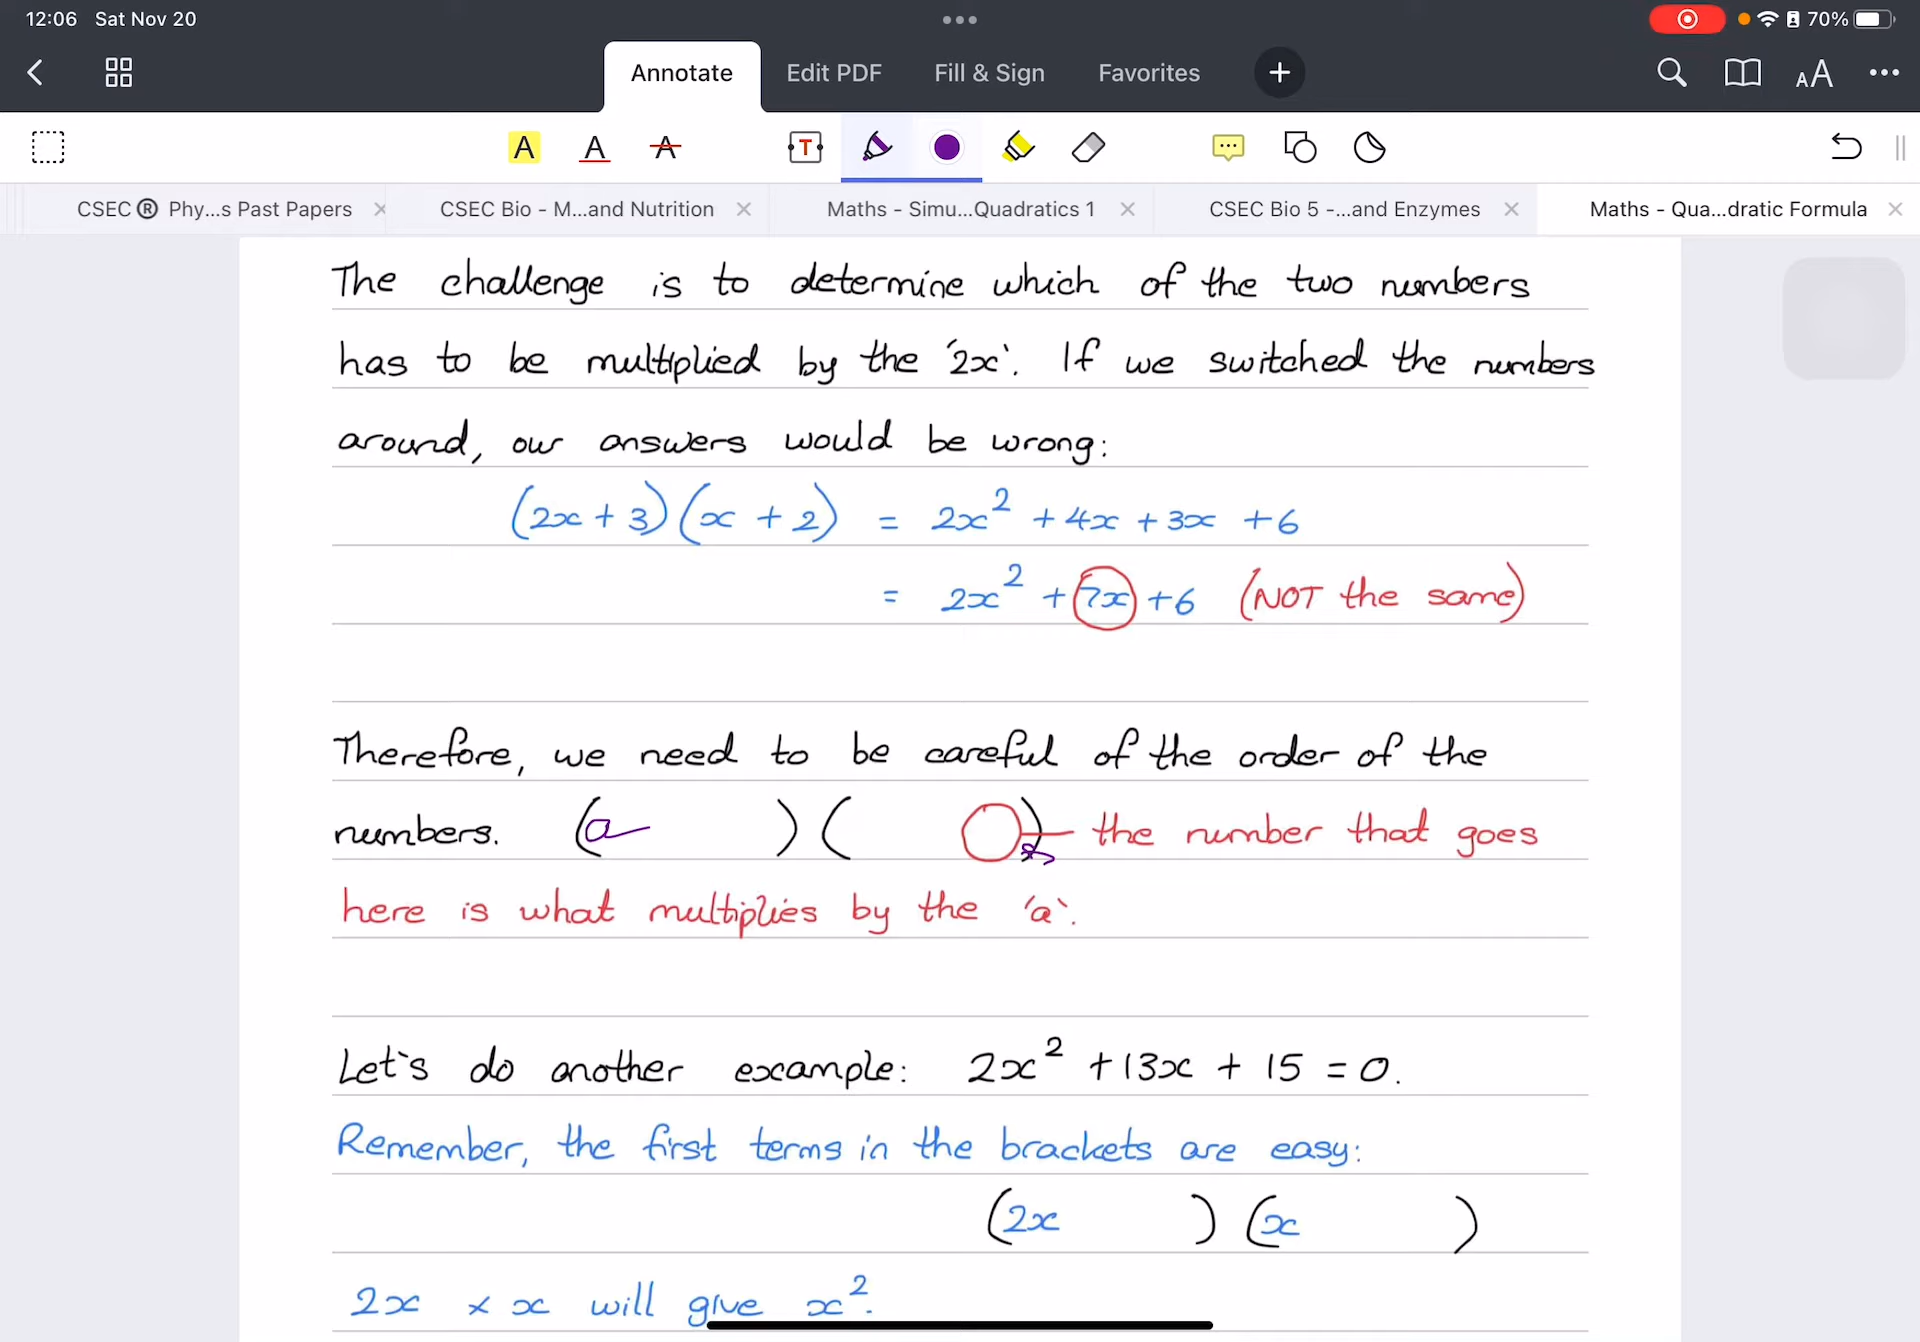 12:06 Sat Nov 20
70%
Annotate Edit PDF Fill & Sign Favorites
AA
A A A T
CSEC ® Phy...s Past Papers CSEC Bio - M...and Nutrition Maths - Simu...Quadratics 1 CSEC Bio 5 -...and Enzymes Maths - Qua...dratic Formula
The challenge is to determine which of the two numbers
has to be multiplied by the '2x'. If we switched the numbers
around, our answers would be wrong:
(2x + 3)(x + 2) = 2x² + 4x + 3x + 6
= 2x² + 7x + 6 (NOT the same)
Therefore, we need to be careful of the order of the
numbers. (a )( ) the number that goes
here is what multiplies by the 'a'.
Let's do another example: 2x² + 13x + 15 = 0.
Remember, the first terms in the brackets are easy:
(2x ) (x )
2x × x will give x².